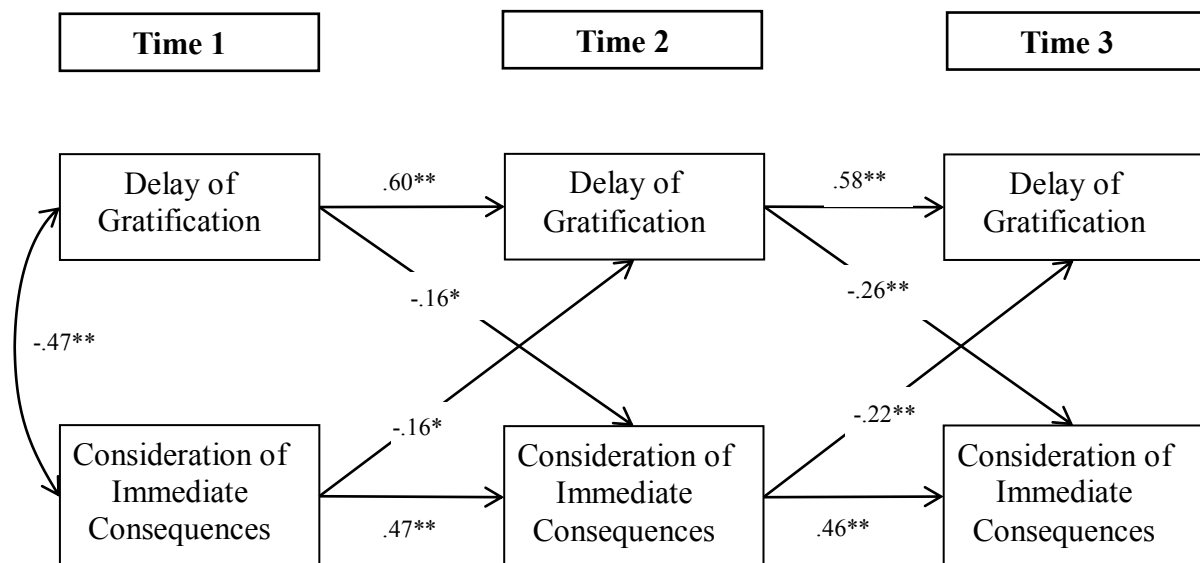 Time 1
Time 2
Time 3
Delay of
Gratification
.60**
Delay of
Gratification
.58**
Delay of
Gratification
-.16*
-.26**
-.47**
-.16*
-.22**
Consideration of
Immediate
Consequences
.47**
Consideration of
Immediate
Consequences
.46**
Consideration of
Immediate
Consequences